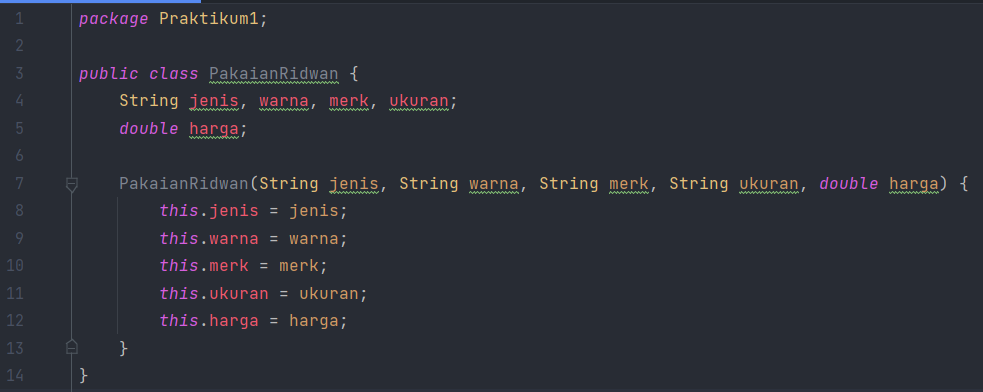 1 package Praktikum1;
2
3 public class PakaianRidwan {
4 String jenis, warna, merk, ukuran;
5 double harga;
6
7 PakaianRidwan(String jenis, String warna, String merk, String ukuran, double harga) {
8 this.jenis = jenis;
9 this.warna = warna;
10 this.merk = merk;
11 this.ukuran = ukuran;
12 this.harga = harga;
13 }
14 }